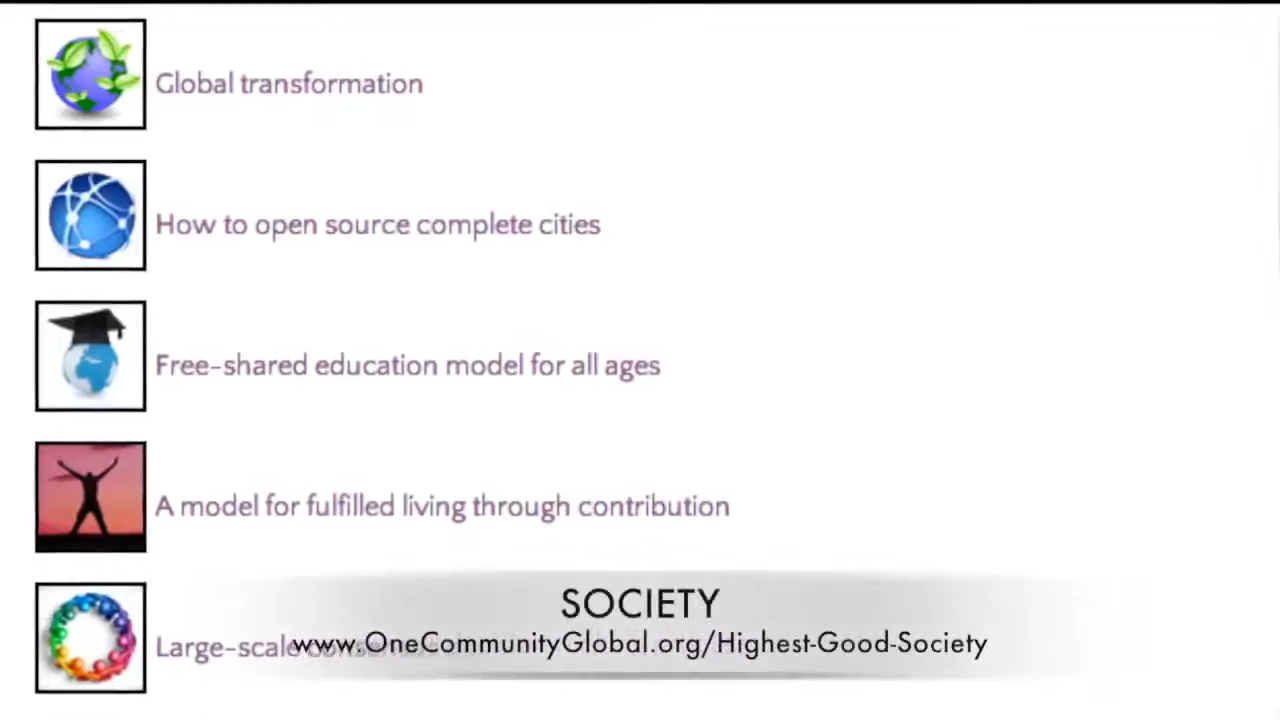 Global transformation
How to open source complete cities
Free-shared education model for all ages
A model for fulfilled living through contribution
SOCIETY
Large-scale
www.OneCommunityGlobal.org/Highest-Good-Society